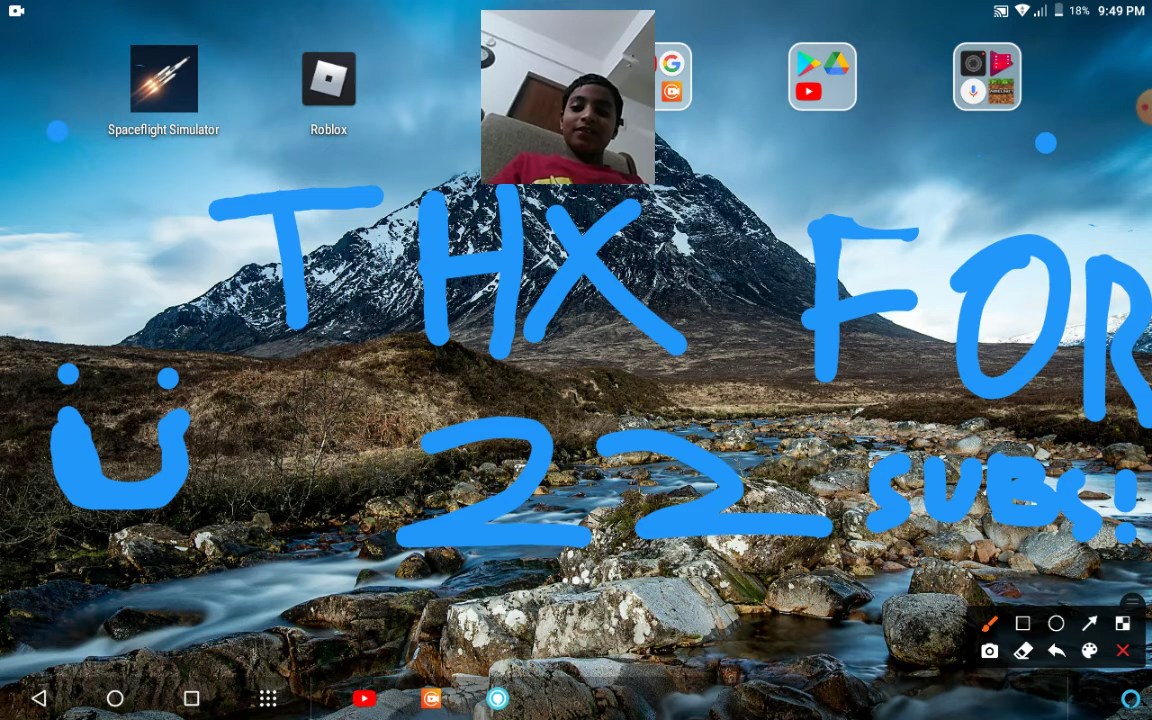 18% 9:49 PM
Spaceflight Simulator
Roblox
THX FOR
22 SUBS!